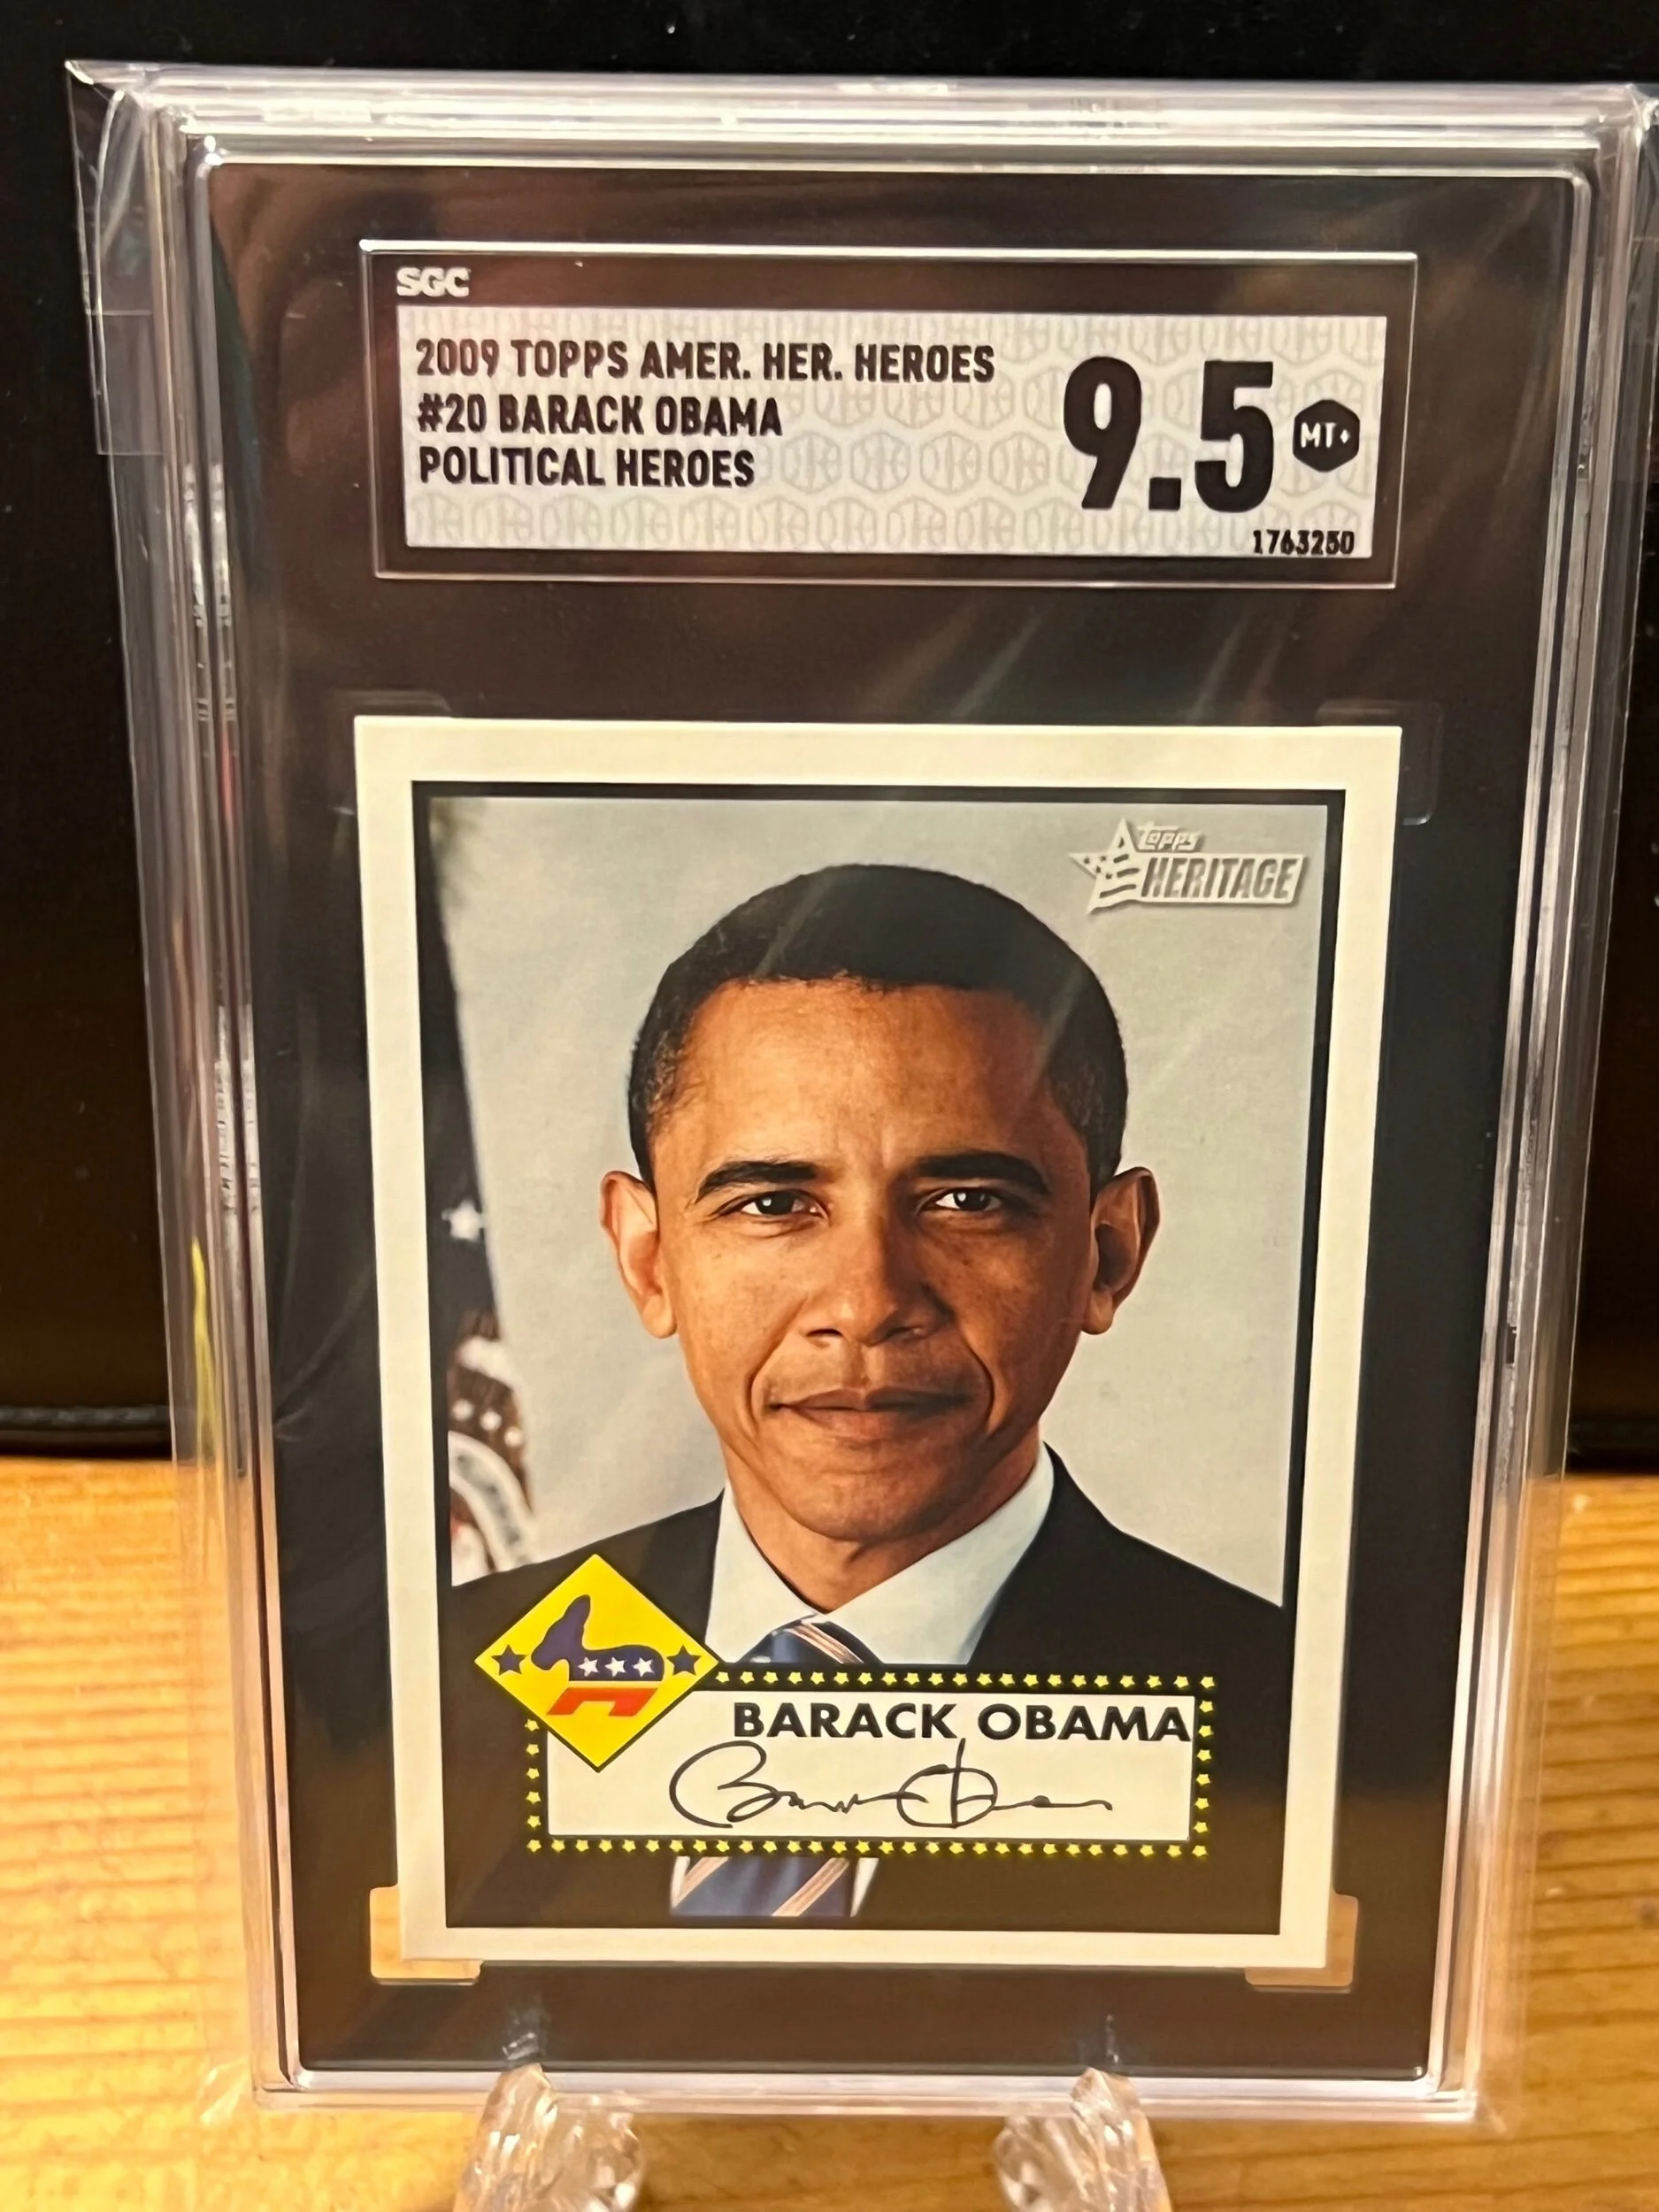 SGC
2009 TOPPS AMER. HER. HEROES
#20 BARACK OBAMA
POLITICAL HEROES
9.5 MT+
1763250
topps
HERITAGE
BARACK OBAMA